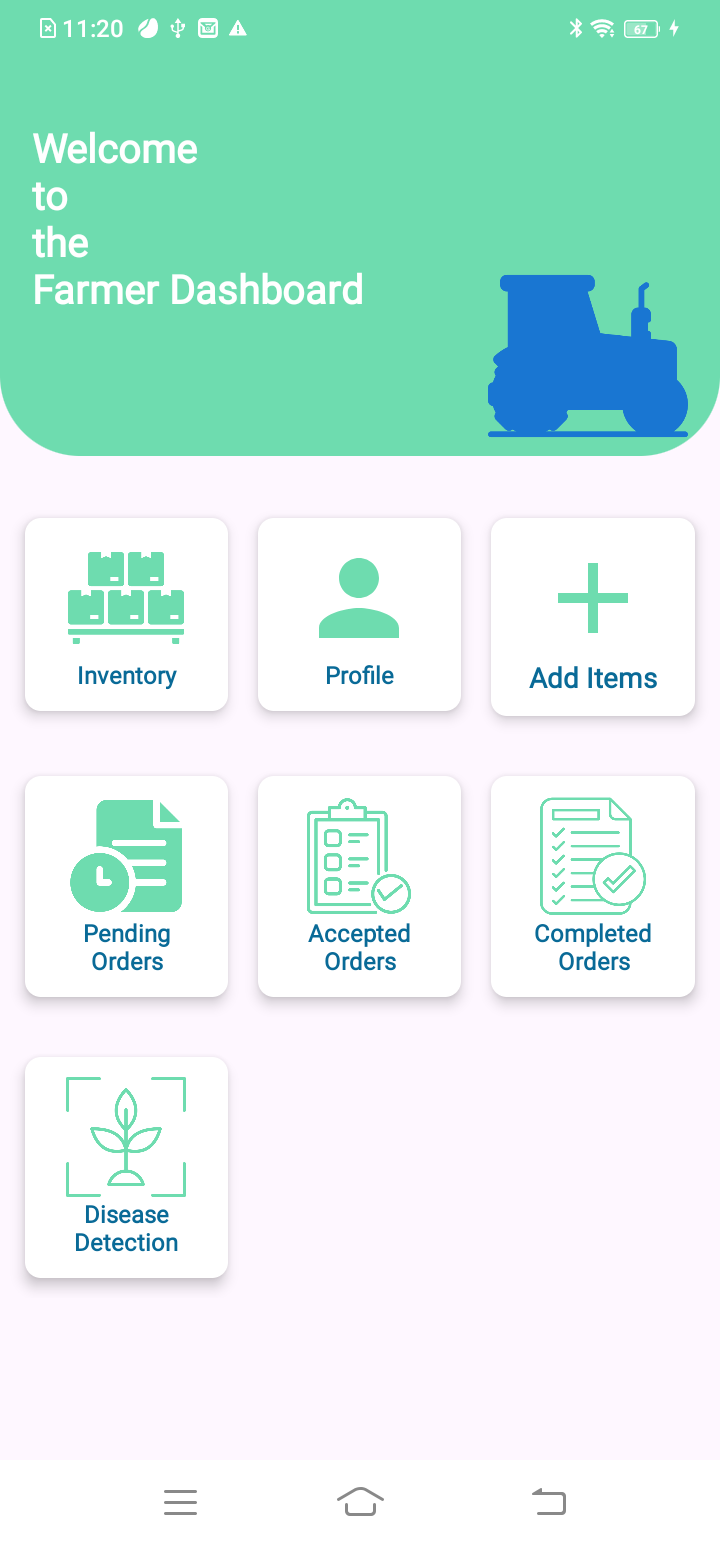 11:20
67
Welcome
to
the
Farmer Dashboard
Inventory
Profile
Add Items
Pending
Orders
Accepted
Orders
Completed
Orders
Disease
Detection